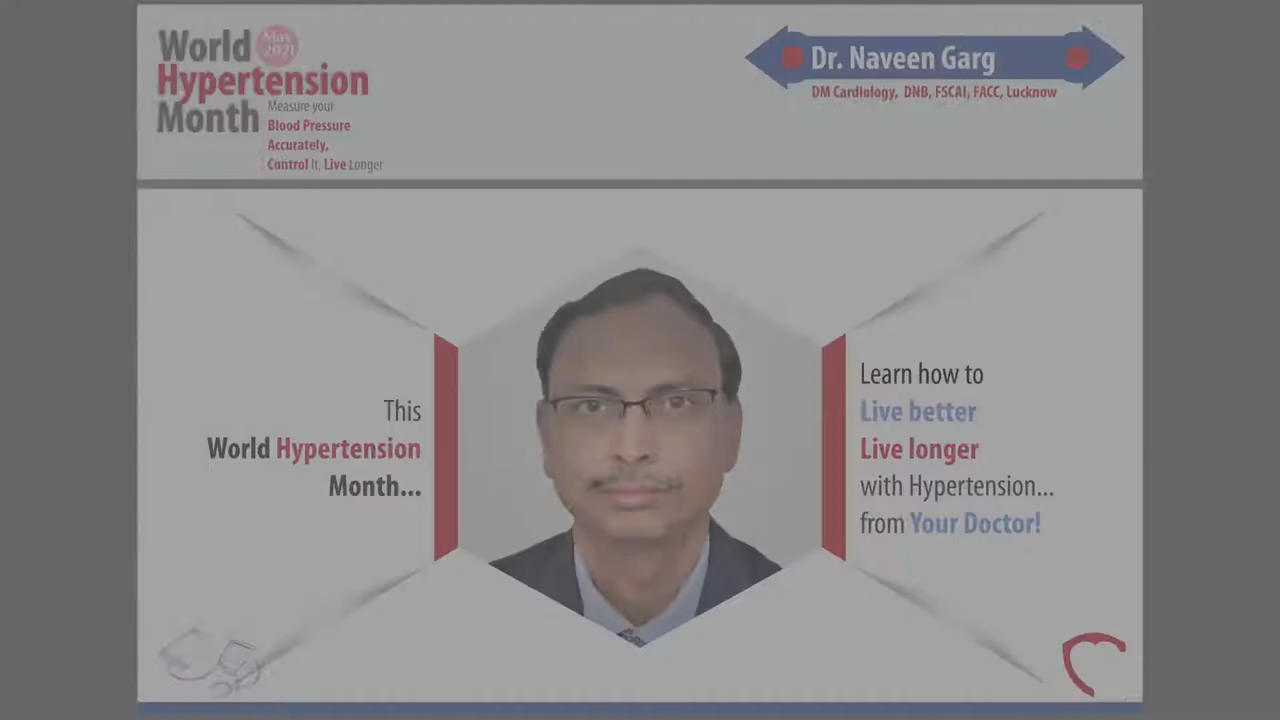 World May
2021
Hypertension
Month
Measure your
Blood Pressure
Accurately,
Control It, Live Longer
Dr. Naveen Garg
DM Cardiology, DNB, FSCAI, FACC, Lucknow
This
World Hypertension
Month...
Learn how to
Live better
Live longer
with Hypertension...
from Your Doctor!